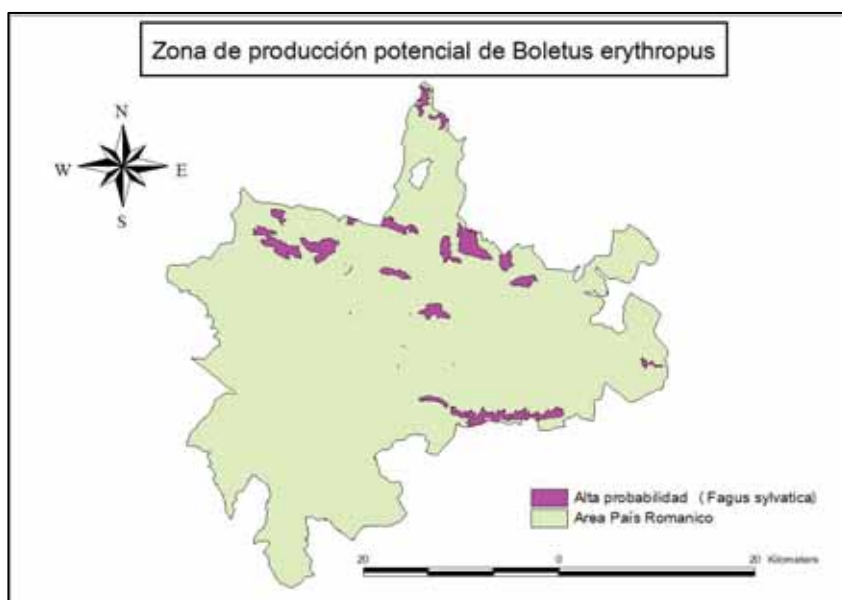 Zona de producción potencial de Boletus erythropus
N
W E
S
Alta probabilidad ( Fagus sylvatica)
Area País Romanico
20 0 20 Kilometers